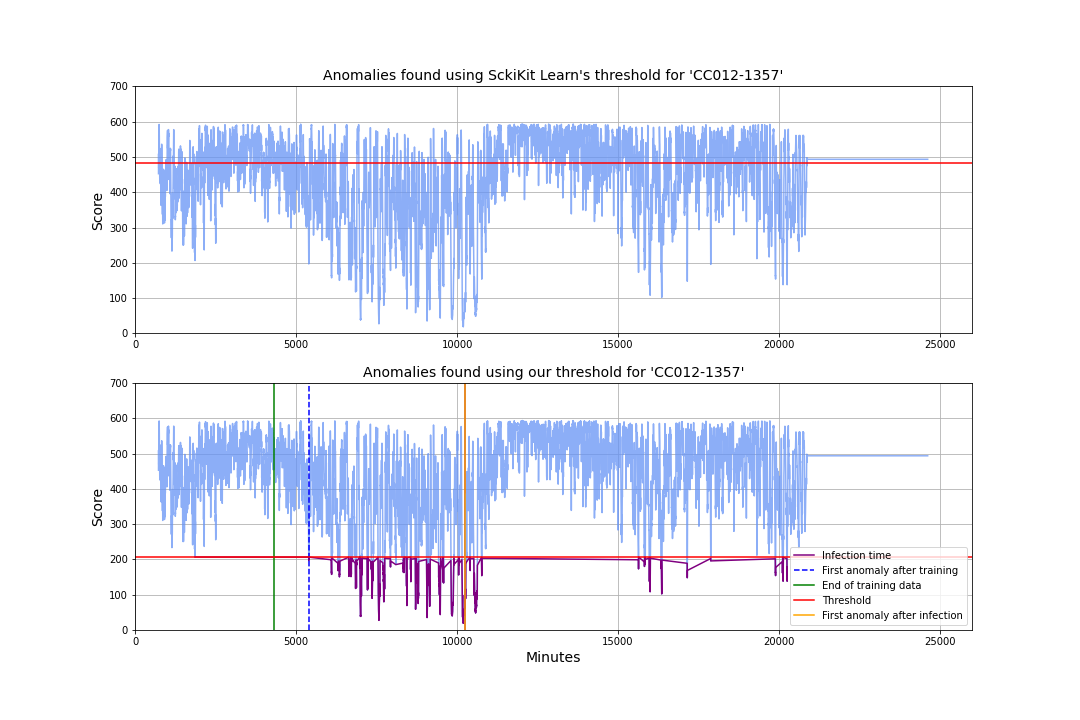 Anomalies found using SckiKit Learn's threshold for 'CC012-1357'
700
600
500
400
300
200
100
0
Score
0 5000 10000 15000 20000 25000
Anomalies found using our threshold for 'CC012-1357'
700
600
500
400
300
200
100
0
Score
Infection time
First anomaly after training
End of training data
Threshold
First anomaly after infection
0 5000 10000 15000 20000 25000
Minutes